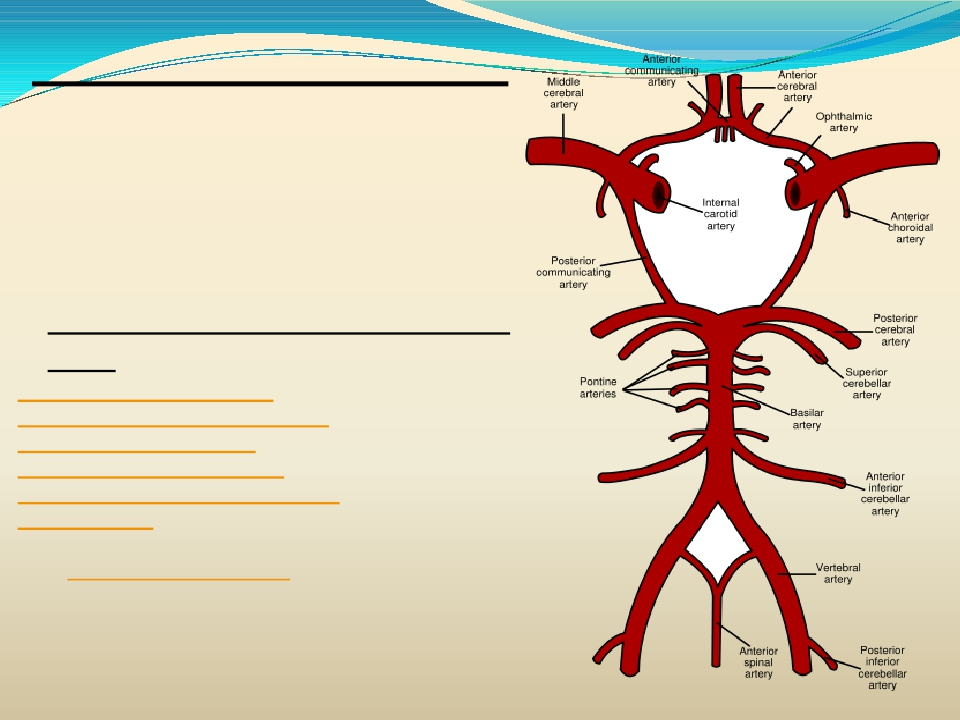 Anterior
communicating
artery
Middle
cerebral
artery
Anterior
cerebral
artery
Ophthalmic
artery
Internal
carotid
artery
Anterior
choroidal
artery
Posterior
communicating
artery
Posterior
cerebral
artery
Superior
cerebellar
artery
Pontine
arteries
Basilar
artery
Anterior
inferior
cerebellar
artery
Vertebral
artery
Anterior
spinal
artery
Posterior
inferior
cerebellar
artery